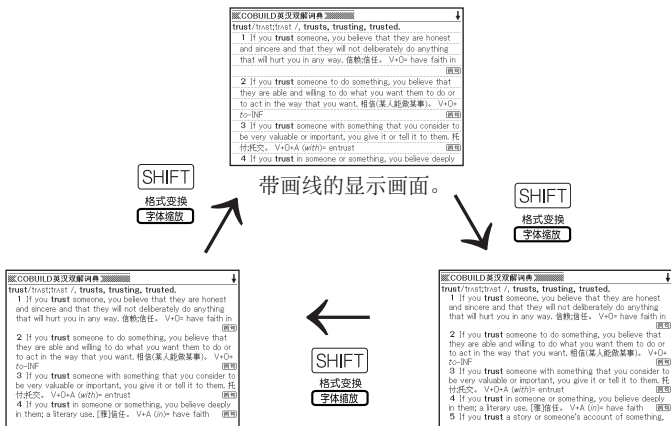 COBUILD英汉双解词典
trust/trʌst;trʌst /, trusts, trusting, trusted.
1 If you trust someone, you believe that they are honest
and sincere and that they will not deliberately do anything
that will hurt you in any way. 信赖;信任。 V+O= have faith in
例句
2 If you trust someone to do something, you believe that
they are able and willing to do what you want them to do or
to act in the way that you want. 相信(某人能做某事)。 V+O+
to-INF 例句
3 If you trust someone with something that you consider to
be very valuable or important, you give it or tell it to them. 托
付;托交。 V+O+A (with)= entrust 例句
4 If you trust in someone or something, you believe deeply
带画线的显示画面。
SHIFT
格式变换
字体缩放
SHIFT
格式变换
字体缩放
COBUILD英汉双解词典
trust/trʌst;trʌst /, trusts, trusting, trusted.
1 If you trust someone, you believe that they are honest
and sincere and that they will not deliberately do anything
that will hurt you in any way. 信赖;信任。 V+O= have faith in
例句
2 If you trust someone to do something, you believe that
they are able and willing to do what you want them to do or
to act in the way that you want. 相信(某人能做某事)。 V+O+
to-INF 例句
3 If you trust someone with something that you consider to
be very valuable or important, you give it or tell it to them. 托
付;托交。 V+O+A (with)= entrust 例句
4 If you trust in someone or something, you believe deeply
in them; a literary use. [雅]信任。 V+A (in)= have faith 例句
SHIFT
格式变换
字体缩放
COBUILD英汉双解词典
trust/trʌst;trʌst /, trusts, trusting, trusted.
1 If you trust someone, you believe that they are honest
and sincere and that they will not deliberately do anything
that will hurt you in any way. 信赖;信任。 V+O= have faith in
例句
2 If you trust someone to do something, you believe that
they are able and willing to do what you want them to do or
to act in the way that you want. 相信(某人能做某事)。 V+O+
to-INF 例句
3 If you trust someone with something that you consider to
be very valuable or important, you give it or tell it to them. 托
付;托交。 V+O+A (with)= entrust 例句
4 If you trust in someone or something, you believe deeply
in them; a literary use. [雅]信任。 V+A (in)= have faith 例句
5 If you trust a story or someone's account of something,